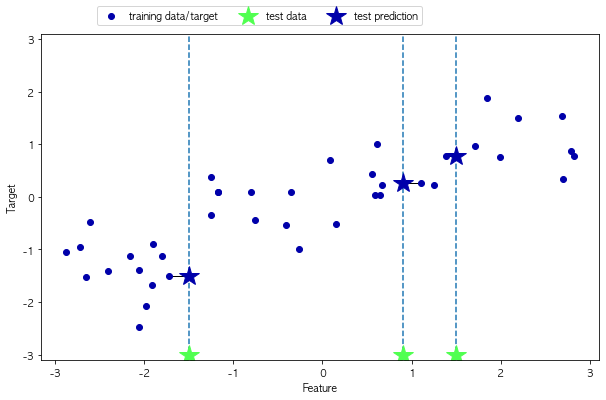 training data/target test data test prediction
3
2
1
0
-1
-2
-3
Target
-3 -2 -1 0 1 2 3
Feature